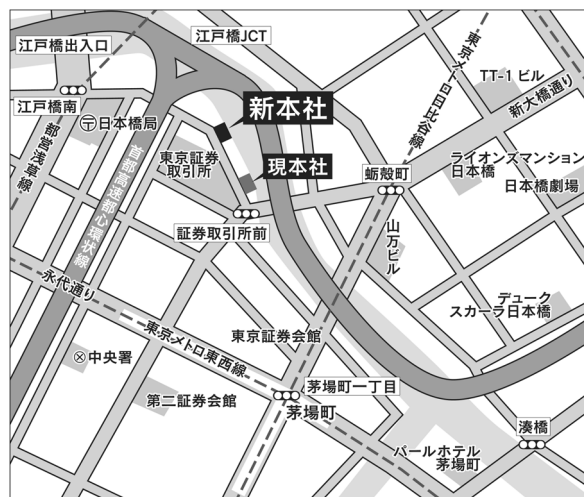 江戸橋出入口
江戸橋JCT
東京メトロ日比谷線
TT-1 ビル
新大橋通り
江戸橋南
〒日本橋局
新本社
都営浅草線
首都高速都心環状線
東京証券
取引所
現本社
蛎殻町
ライオンズマンション
日本橋
日本橋劇場
証券取引所前
山万ビル
永代通り
東京メトロ東西線
東京証券会館
デューク
スカーラ日本橋
中央署
第二証券会館
茅場町一丁目
茅場町
湊橋
パールホテル
茅場町